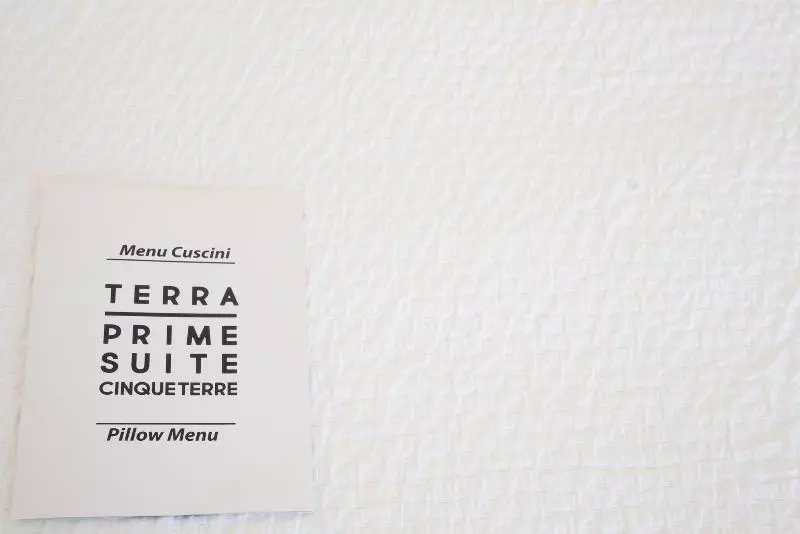 Menu Cuscini
TERRA
PRIME
SUITE
CINQUETERRE
Pillow Menu